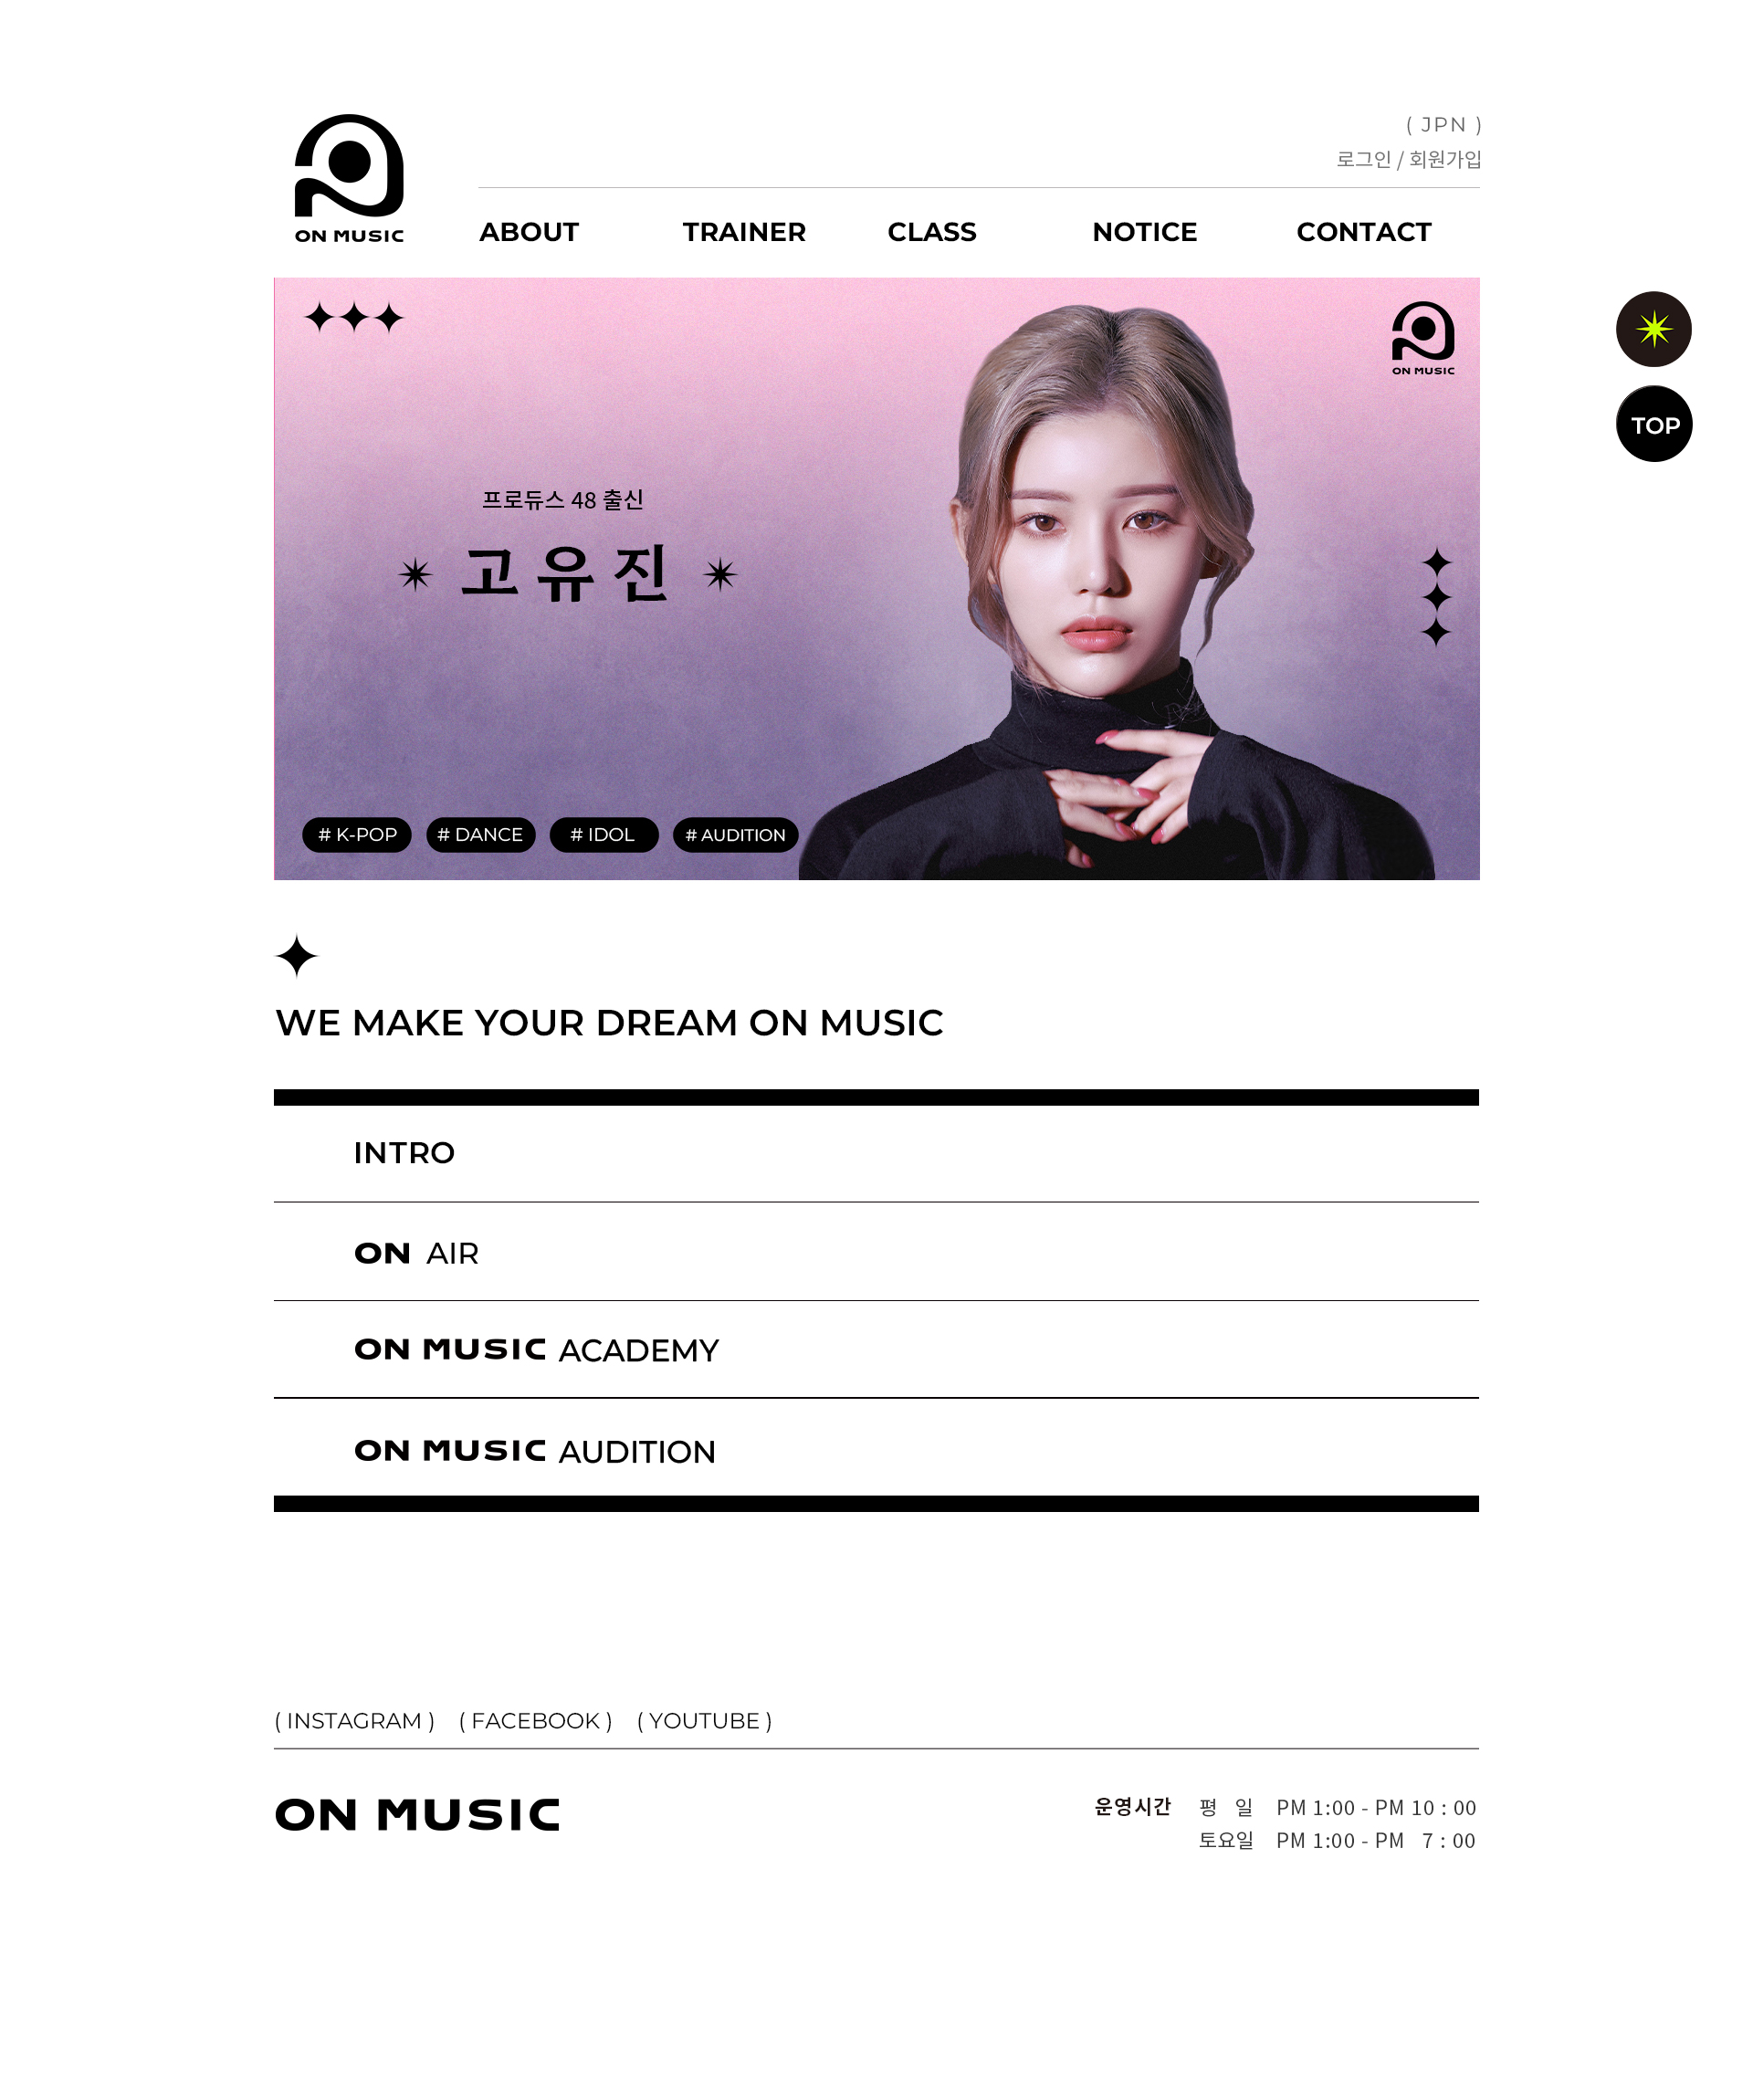 ( JPN )
로그인 / 회원가입
ON MUSIC
ABOUT TRAINER CLASS NOTICE CONTACT
ON MUSIC
TOP
프로듀스 48 출신
고유진
# K-POP # DANCE # IDOL # AUDITION
WE MAKE YOUR DREAM ON MUSIC
INTRO
ON AIR
ON MUSIC ACADEMY
ON MUSIC AUDITION
( INSTAGRAM ) ( FACEBOOK ) ( YOUTUBE )
ON MUSIC
운영시간 평 일 PM 1:00 - PM 10 : 00
토요일 PM 1:00 - PM 7 : 00